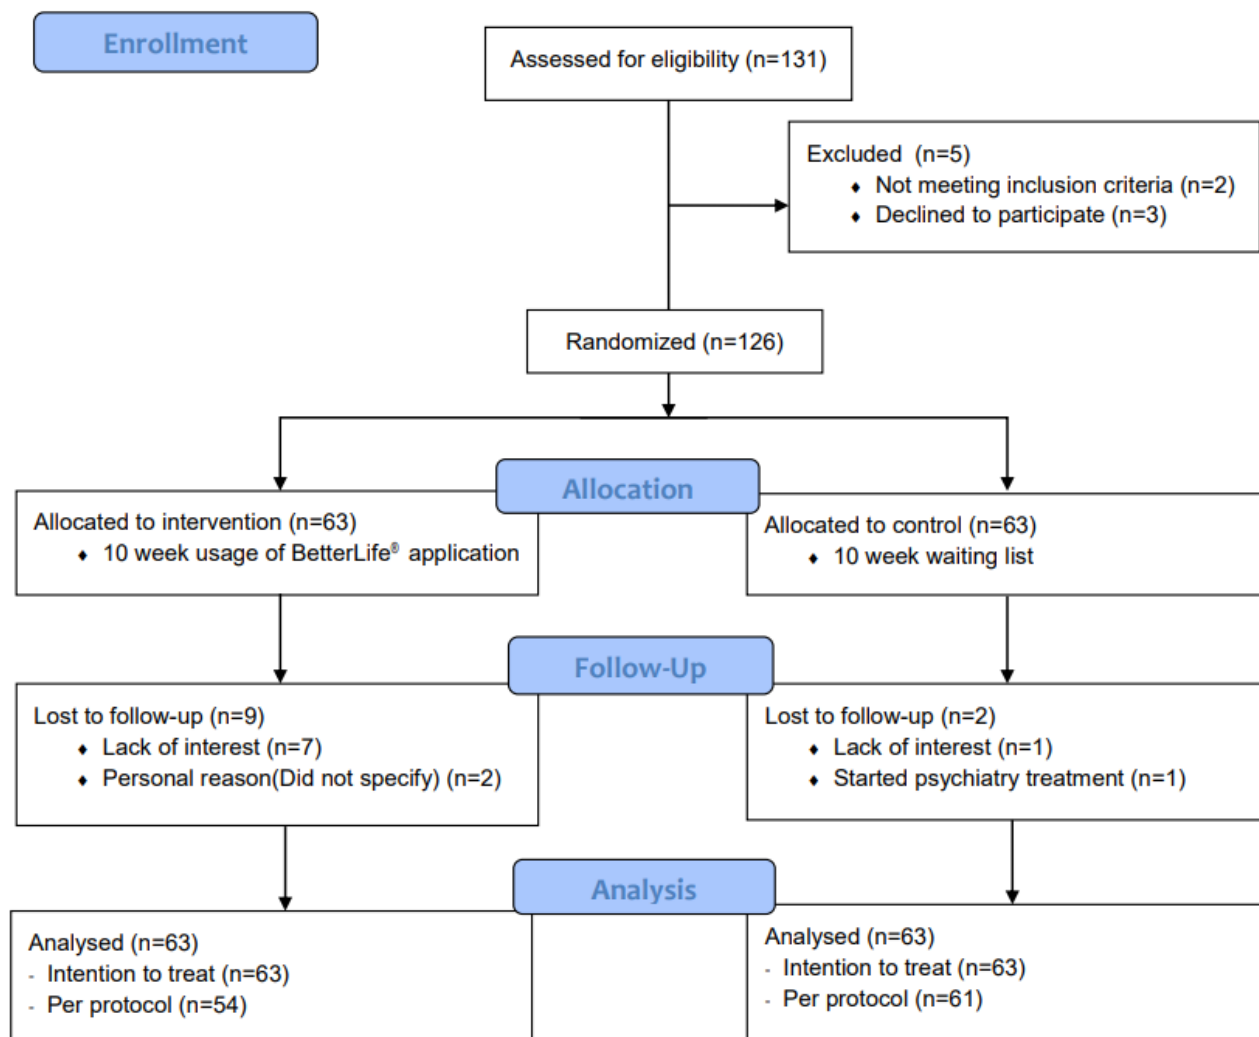 Enrollment
Assessed for eligibility (n=131)
Excluded (n=5)
♦ Not meeting inclusion criteria (n=2)
♦ Declined to participate (n=3)
Randomized (n=126)
Allocation
Allocated to intervention (n=63)
♦ 10 week usage of BetterLife® application
Allocated to control (n=63)
♦ 10 week waiting list
Follow-Up
Lost to follow-up (n=9)
♦ Lack of interest (n=7)
♦ Personal reason(Did not specify) (n=2)
Lost to follow-up (n=2)
♦ Lack of interest (n=1)
♦ Started psychiatry treatment (n=1)
Analysis
Analysed (n=63)
- Intention to treat (n=63)
- Per protocol (n=54)
Analysed (n=63)
- Intention to treat (n=63)
- Per protocol (n=61)